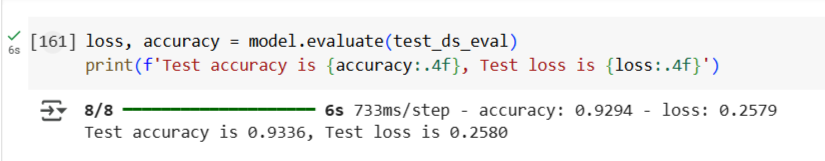 [161] loss, accuracy = model.evaluate(test_ds_eval)
6s
print(f'Test accuracy is {accuracy:.4f}, Test loss is {loss:.4f}')
8/8 ━━━━━━━━━━━━━━━━━━━━ 6s 733ms/step - accuracy: 0.9294 - loss: 0.2579
Test accuracy is 0.9336, Test loss is 0.2580